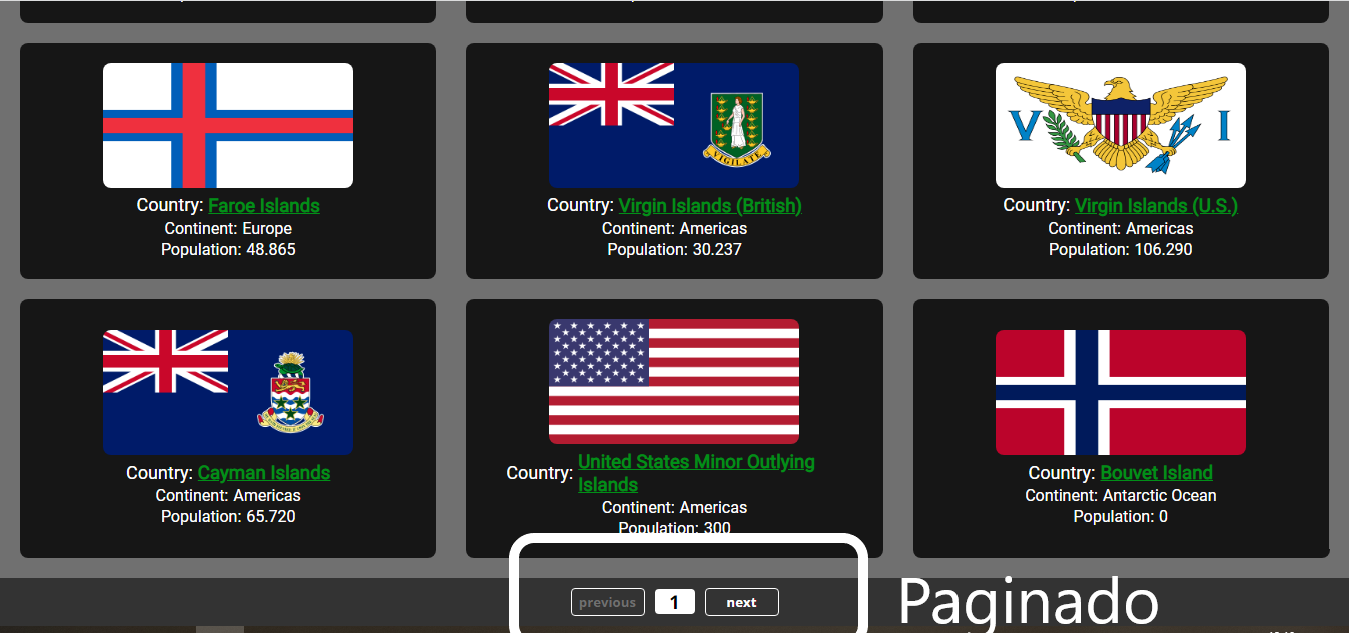 Country: Faroe Islands
Continent: Europe
Population: 48.865
VIGILATE
Country: Virgin Islands (British)
Continent: Americas
Population: 30.237
V I
Country: Virgin Islands (U.S.)
Continent: Americas
Population: 106.290
Country: Cayman Islands
Continent: Americas
Population: 65.720
Country: United States Minor Outlying
Islands
Continent: Americas
Population: 300
Country: Bouvet Island
Continent: Antarctic Ocean
Population: 0
previous 1 next
Paginado